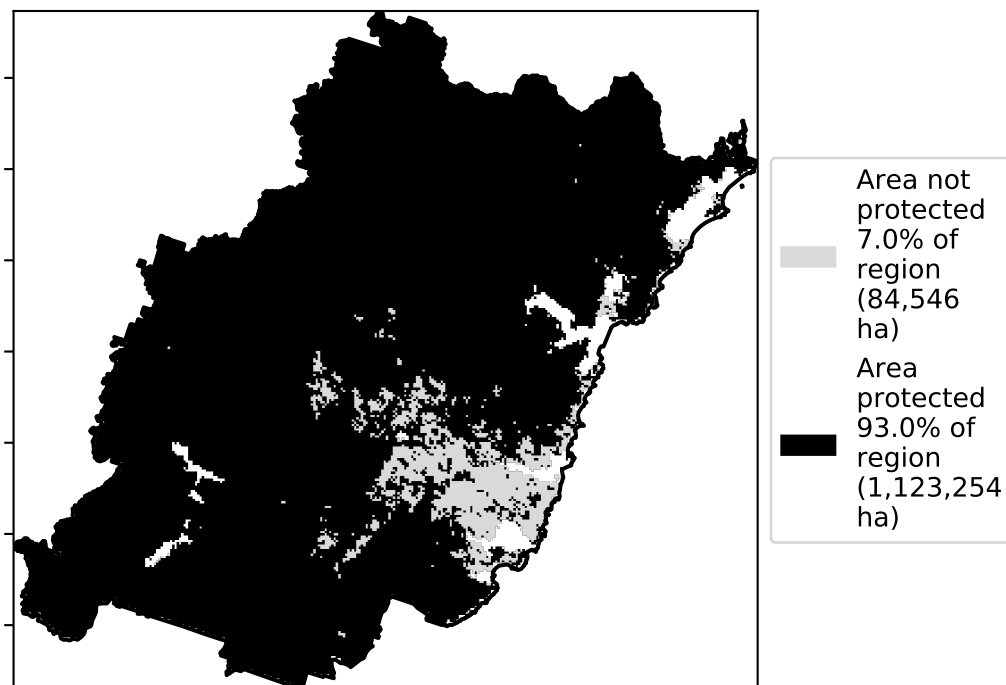 Area not
protected
7.0% of
region
(84,546
ha)
Area
protected
93.0% of
region
(1,123,254
ha)